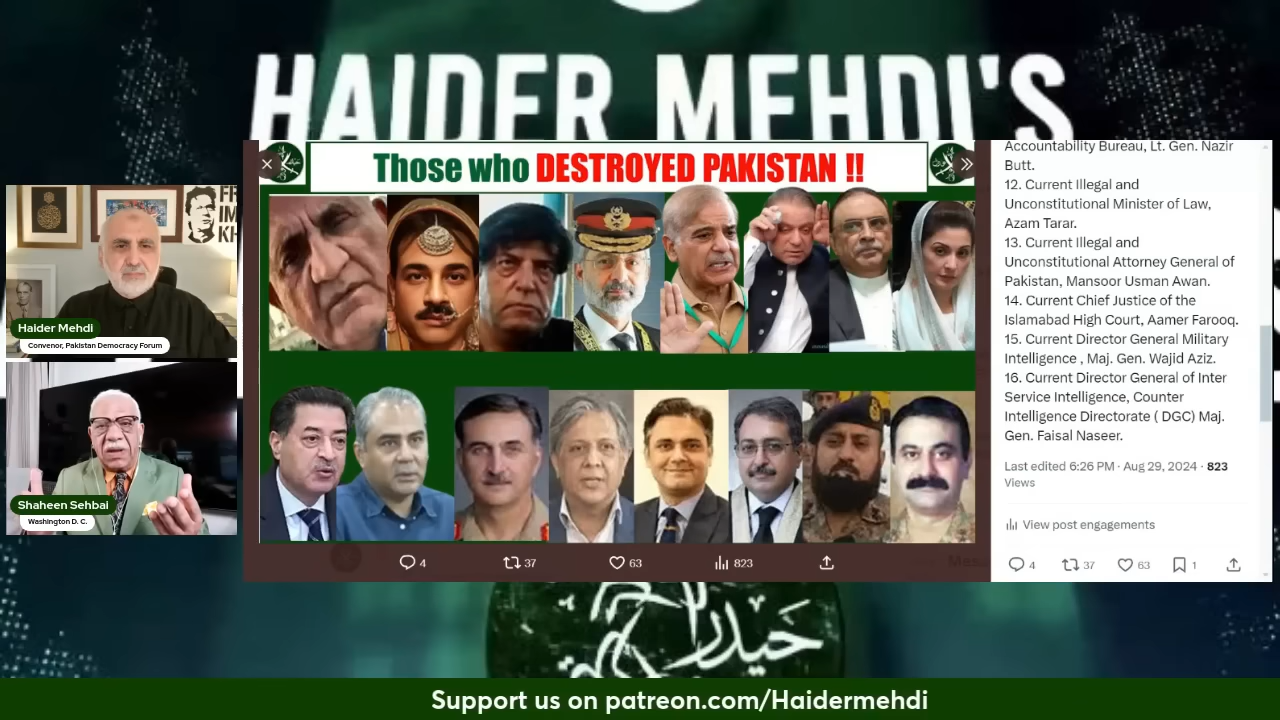 HAIDER MEHDI'S
Those who DESTROYED PAKISTAN !!
Accountability Bureau, Lt. Gen. Nazir
Butt.
12. Current Illegal and
Unconstitutional Minister of Law,
Azam Tarar.
13. Current Illegal and
Unconstitutional Attorney General of
Pakistan, Mansoor Usman Awan.
14. Current Chief Justice of the
Islamabad High Court, Aamer Farooq.
15. Current Director General Military
Intelligence , Maj. Gen. Wajid Aziz.
16. Current Director General of Inter
Service Intelligence, Counter
Intelligence Directorate ( DGC) Maj.
Gen. Faisal Naseer.
Last edited 6:26 PM · Aug 29, 2024 · 823
Views
View post engagements
4 37 63 1
4 37 63 823
Haider Mehdi
Convenor, Pakistan Democracy Forum
Shaheen Sehbai
Washington D. C.
حیدر
Support us on patreon.com/Haidermehdi